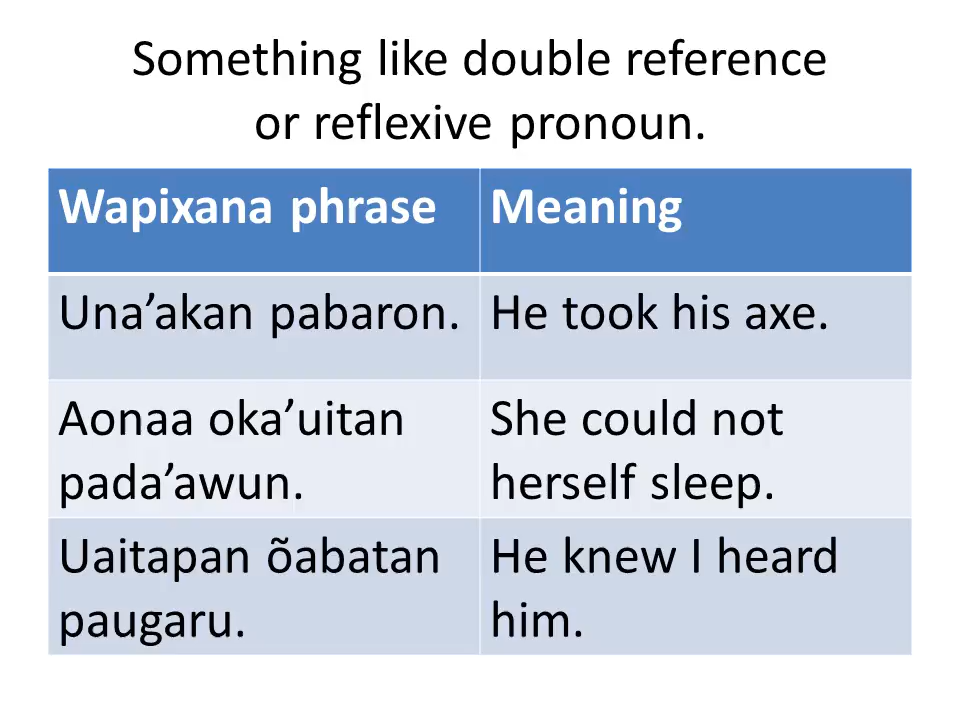 Something like double reference
or reflexive pronoun.
Wapixana phrase
Meaning
Una’akan pabaron.
He took his axe.
Aonaa oka’uitan
pada’awun.
She could not
herself sleep.
Uaitapan õabatan
paugaru.
He knew I heard
him.